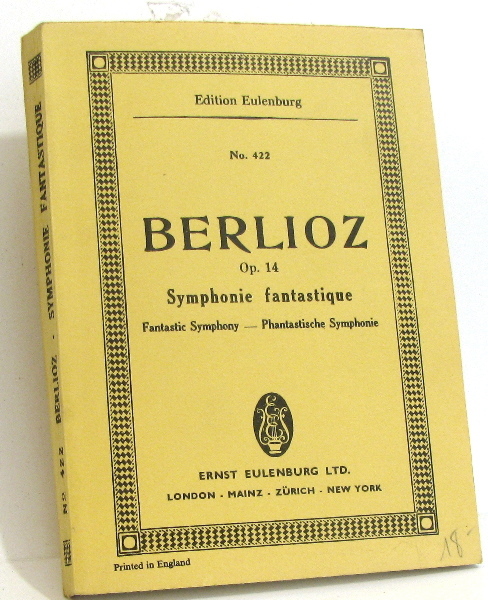 Edition Eulenburg
No. 422
BERLIOZ
Op. 14
Symphonie fantastique
Fantastic Symphony — Phantastische Symphonie
ERNST EULENBURG LTD.
LONDON · MAINZ · ZÜRICH · NEW YORK
Printed in England
18-
No 422 BERLIOZ · SYMPHONIE FANTASTIQUE